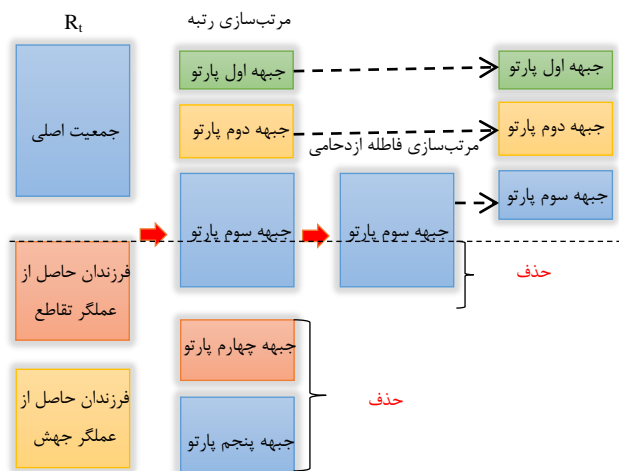 R_t
مرتب‌سازی رتبه
جبهه اول پارتو
جبهه اول پارتو
جمعیت اصلی
جبهه دوم پارتو
جبهه دوم پارتو
مرتب‌سازی فاطله ازدحامی
جبهه سوم پارتو
جبهه سوم پارتو
جبهه سوم پارتو
فرزندان حاصل از
عملگر تقاطع
حذف
جبهه چهارم پارتو
حذف
فرزندان حاصل از
عملگر جهش
جبهه پنجم پارتو